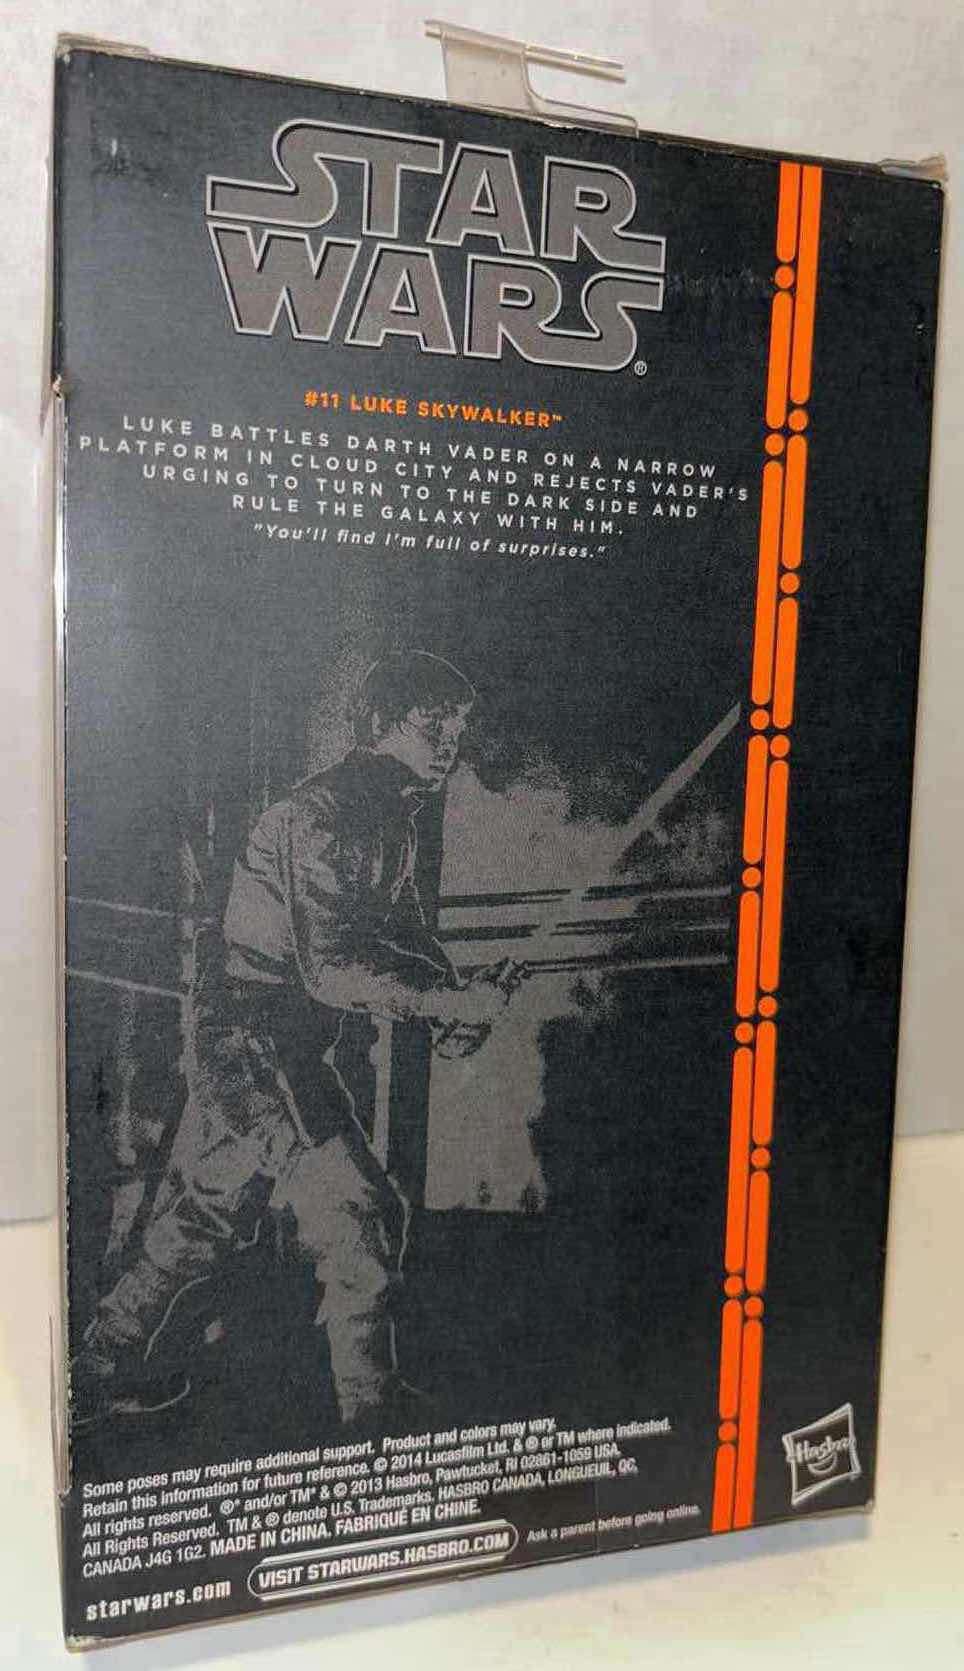 STAR
WARS®
#11 LUKE SKYWALKER™
LUKE BATTLES DARTH VADER ON A NARROW
PLATFORM IN CLOUD CITY AND REJECTS VADER'S
URGING TO TURN TO THE DARK SIDE AND
RULE THE GALAXY WITH HIM.
"You'll find I'm full of surprises."
Some poses may require additional support. Product and colors may vary.
Retain this information for future reference. © 2014 Lucasfilm Ltd. & ® or TM where indicated.
All rights reserved. ®* and/or TM* & © 2013 Hasbro, Pawtucket, RI 02861-1059 USA.
All Rights Reserved. TM & ® denote U.S. Trademarks. HASBRO CANADA, LONGUEUIL, QC,
CANADA J4G 1G2. MADE IN CHINA. FABRIQUÉ EN CHINE.
starwars.com
VISIT STARWARS.HASBRO.COM
Ask a parent before going online.
Hasbro